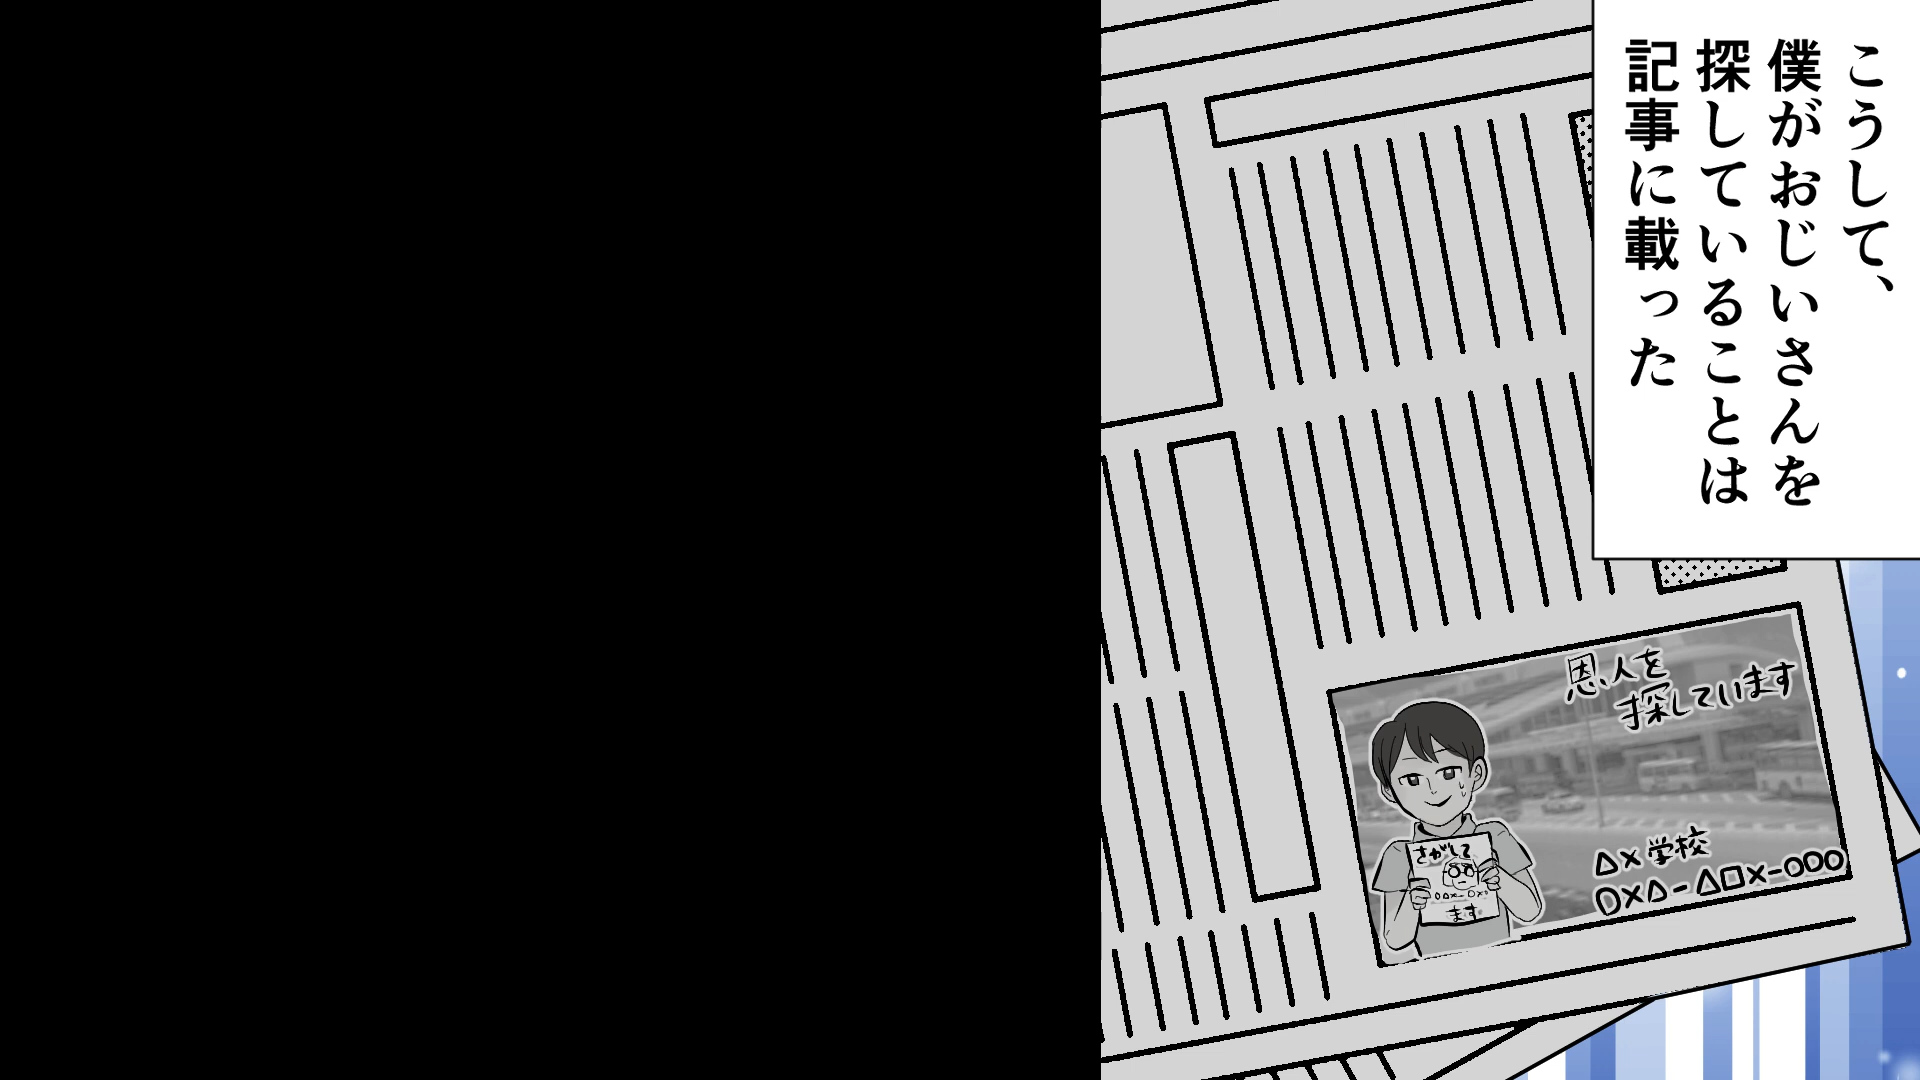 こうして、
僕がおじいさんを
探していることは
記事に載った
恩人を
探しています
さがして
ます
△×学校
〇×△-△□×-〇〇〇